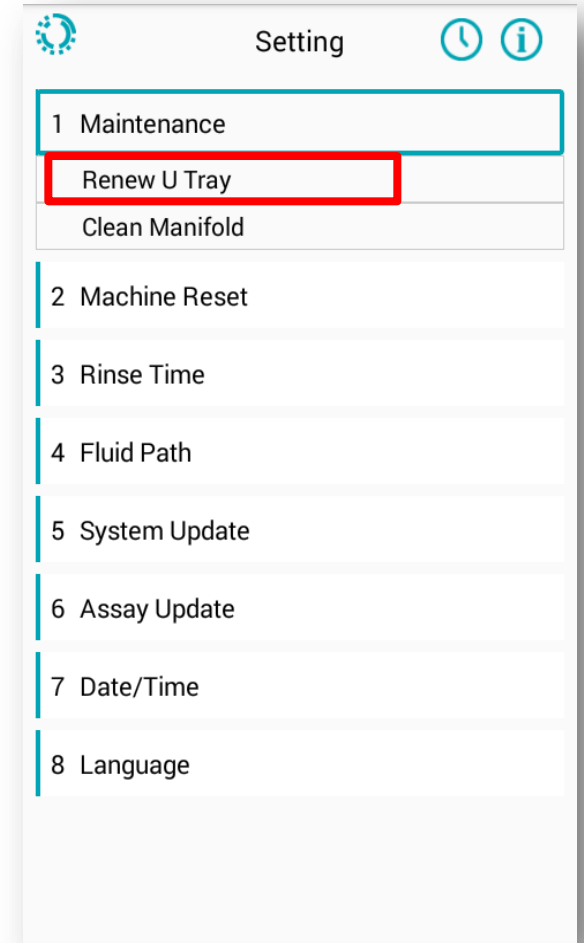 Setting
1 Maintenance
Renew U Tray
Clean Manifold
2 Machine Reset
3 Rinse Time
4 Fluid Path
5 System Update
6 Assay Update
7 Date/Time
8 Language